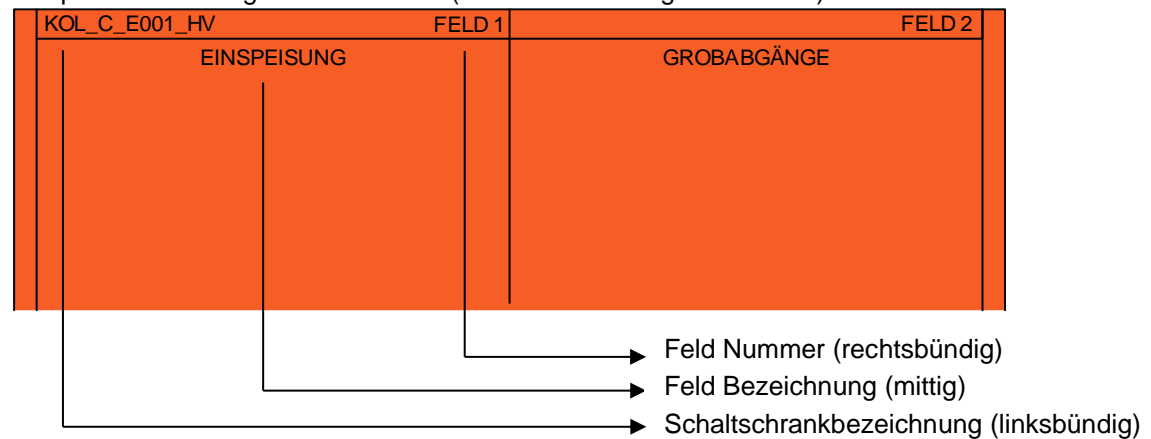 KOL_C_E001_HV FELD 1 FELD 2
EINSPEISUNG GROBABGÄNGE
Feld Nummer (rechtsbündig)
Feld Bezeichnung (mittig)
Schaltschrankbezeichnung (linksbündig)